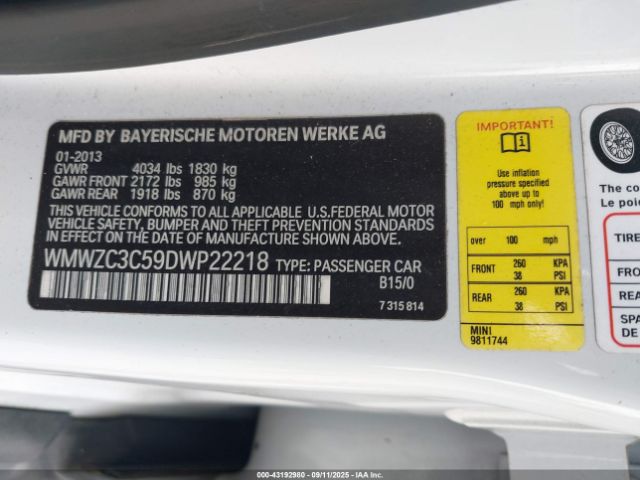 MFD BY BAYERISCHE MOTOREN WERKE AG
01-2013
GVWR 4034 lbs 1830 kg
GAWR FRONT 2172 lbs 985 kg
GAWR REAR 1918 lbs 870 kg
THIS VEHICLE CONFORMS TO ALL APPLICABLE U.S.FEDERAL MOTOR
VEHICLE SAFETY, BUMPER AND THEFT PREVENTION STANDARDS
IN EFFECT ON THE DATE OF MANUFACTURE SHOWN ABOVE.
WMWZC3C59DWP22218 TYPE: PASSENGER CAR
B15/0
7 315 814
IMPORTANT!
Use inflation
pressure specified
above for up to
100 mph only!
over 100 mph
FRONT 260 KPA
38 PSI
REAR 260 KPA
38 PSI
MINI
9811744
The co
Le poi
TIRE
FRO
REA
SPA
DE
000-43192980 09/11/2025 Copyright © IAA, LLC